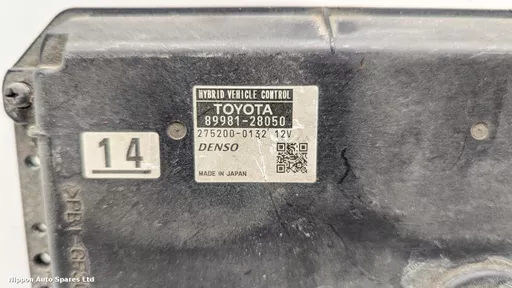 HYBRID VEHICLE CONTROL
TOYOTA
89981-28050
275200-0132 12V
DENSO
MADE IN JAPAN
14
Nippon Auto Spares Ltd